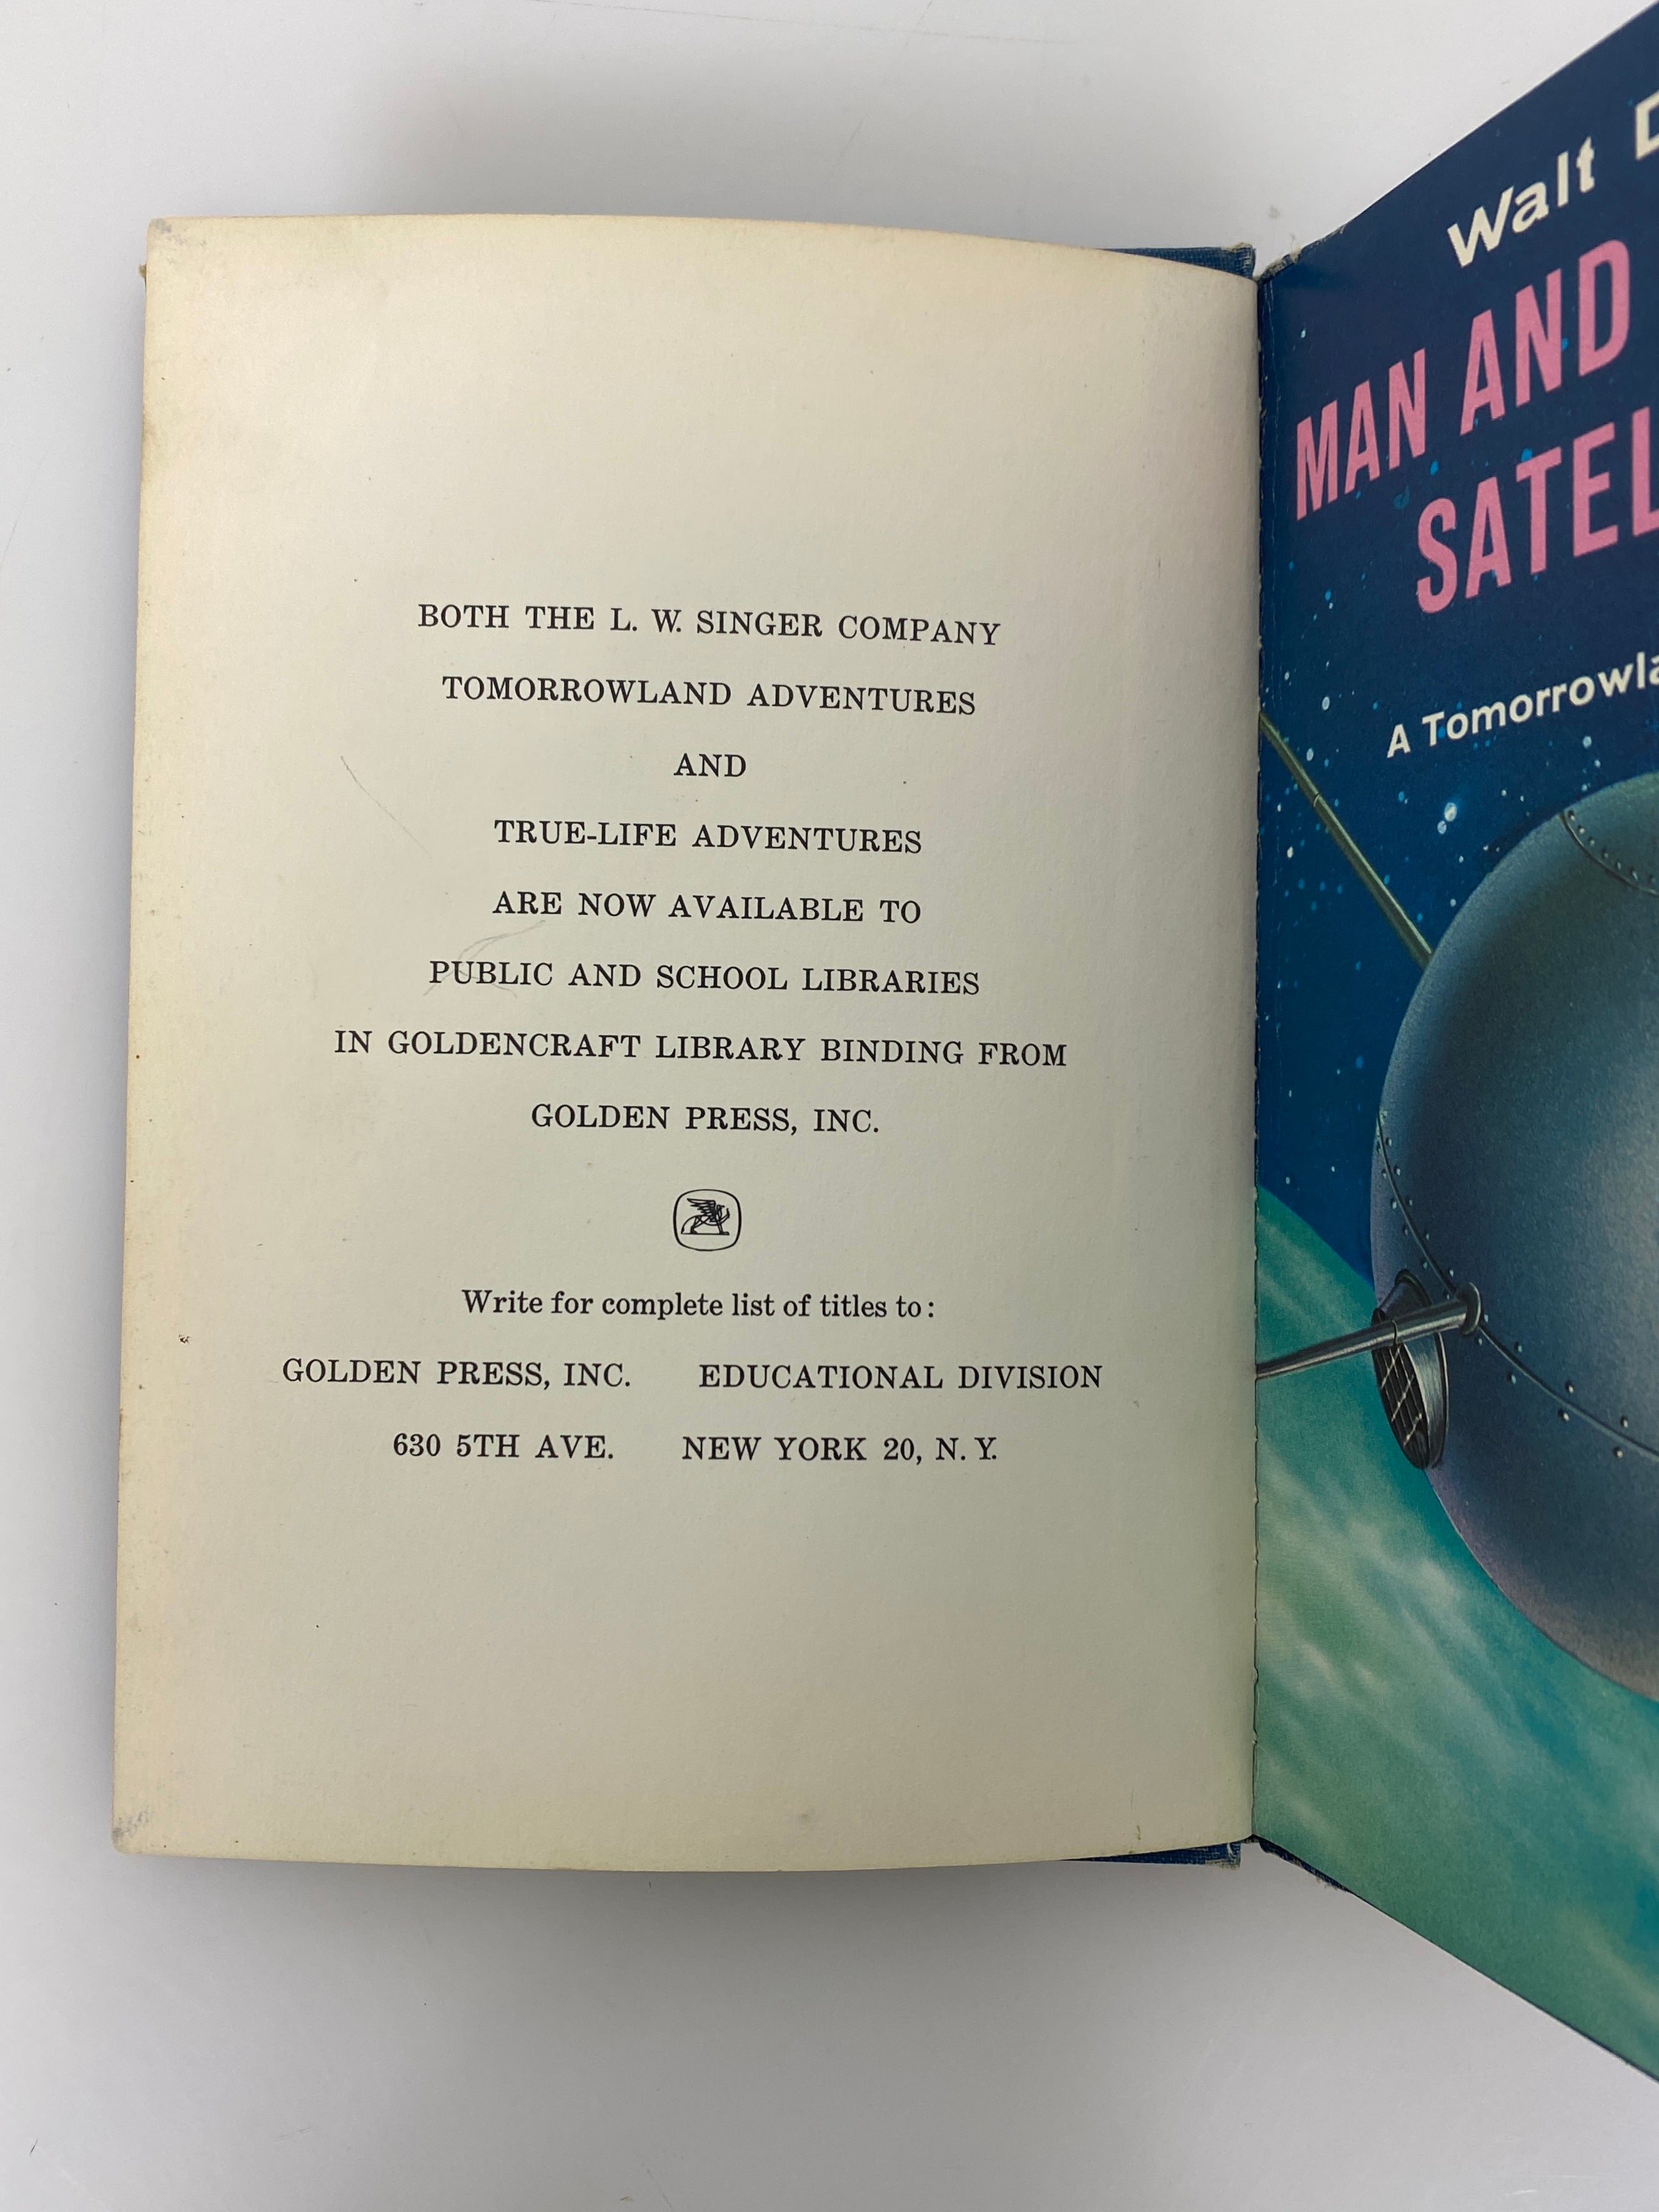 BOTH THE L. W. SINGER COMPANY
TOMORROWLAND ADVENTURES
AND
TRUE-LIFE ADVENTURES
ARE NOW AVAILABLE TO
PUBLIC AND SCHOOL LIBRARIES
IN GOLDENCRAFT LIBRARY BINDING FROM
GOLDEN PRESS, INC.
Write for complete list of titles to:
GOLDEN PRESS, INC. EDUCATIONAL DIVISION
630 5TH AVE. NEW YORK 20, N. Y.
Walt
MAN AND
A